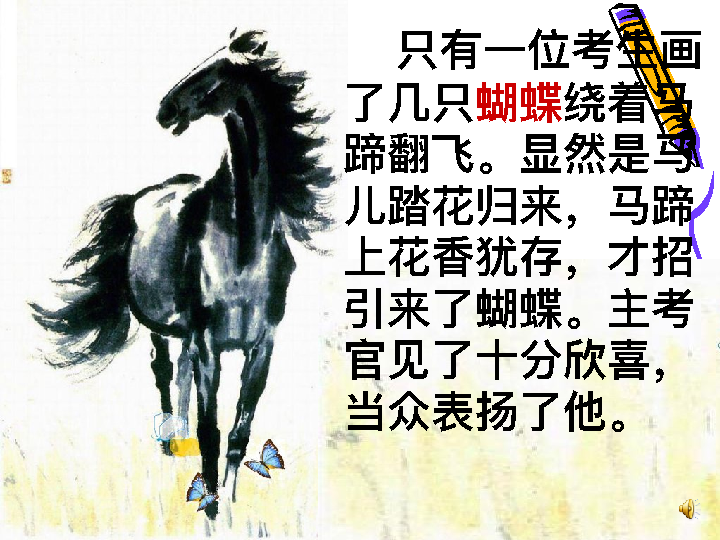 只有一位考生画
了几只蝴蝶绕着马
蹄翻飞。显然是马
儿踏花归来，马蹄
上花香犹存，才招
引来了蝴蝶。主考
官见了十分欣喜，
当众表扬了他。